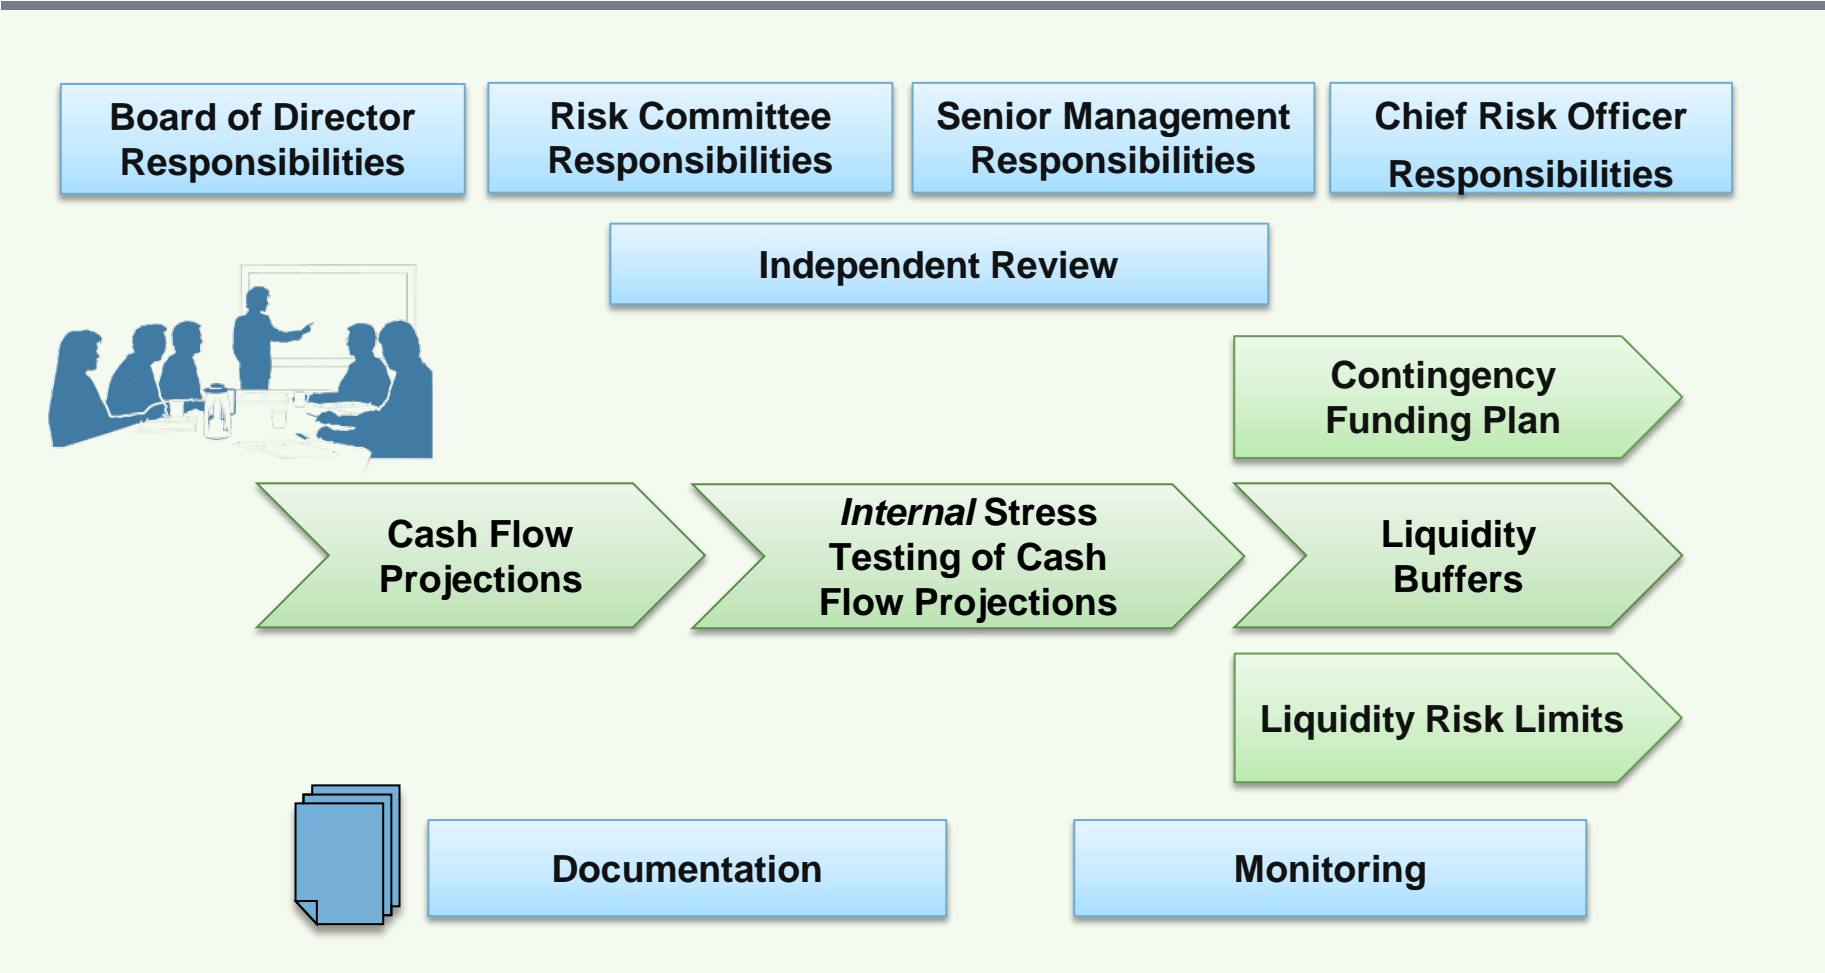 Board of Director
Responsibilities
Risk Committee
Responsibilities
Senior Management
Responsibilities
Chief Risk Officer
Responsibilities
Independent Review
Contingency
Funding Plan
Cash Flow
Projections
Internal Stress
Testing of Cash
Flow Projections
Liquidity
Buffers
Liquidity Risk Limits
Documentation
Monitoring